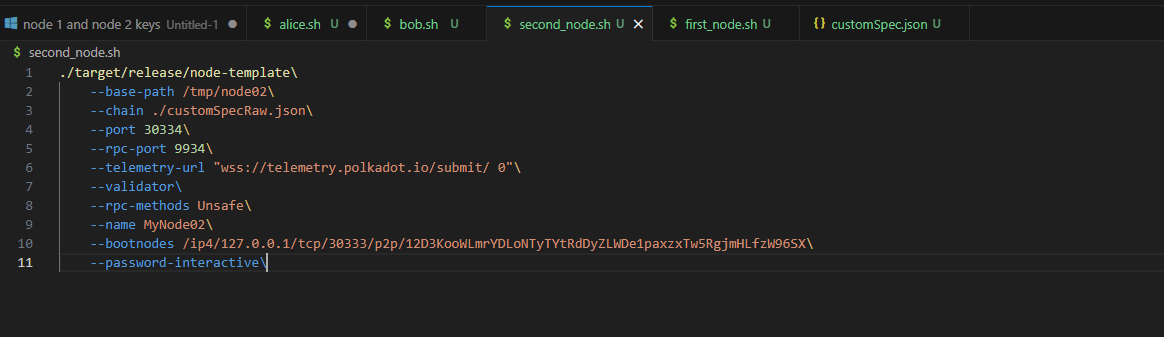 node 1 and node 2 keys Untitled-1 ● $ alice.sh U ● $ bob.sh U $ second_node.sh U × $ first_node.sh U {} customSpec.json U
$ second_node.sh
1 ./target/release/node-template\
2 --base-path /tmp/node02\
3 --chain ./customSpecRaw.json\
4 --port 30334\
5 --rpc-port 9934\
6 --telemetry-url "wss://telemetry.polkadot.io/submit/ 0"\
7 --validator\
8 --rpc-methods Unsafe\
9 --name MyNode02\
10 --bootnodes /ip4/127.0.0.1/tcp/30333/p2p/12D3KooWLmrYDLoNTyTYtRdDyZLWDe1paxzxTw5RgjmHLfzW96SX\
11 --password-interactive\